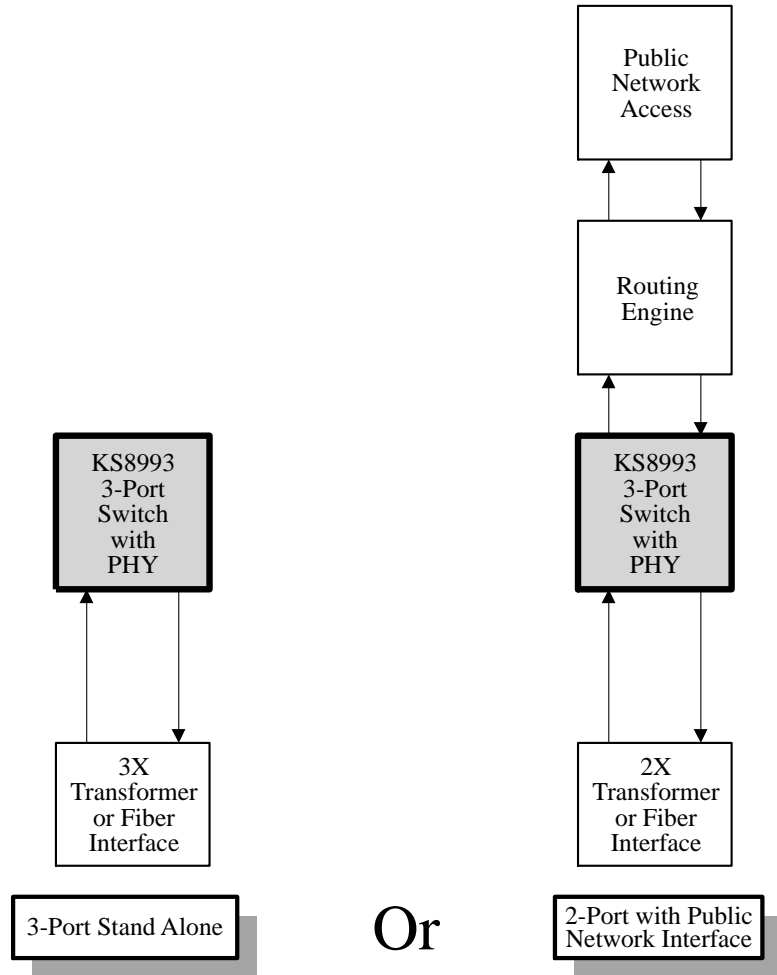 Public
Network
Access
Routing
Engine
KS8993
3-Port
Switch
with
PHY
KS8993
3-Port
Switch
with
PHY
3X
Transformer
or Fiber
Interface
2X
Transformer
or Fiber
Interface
3-Port Stand Alone
Or
2-Port with Public
Network Interface